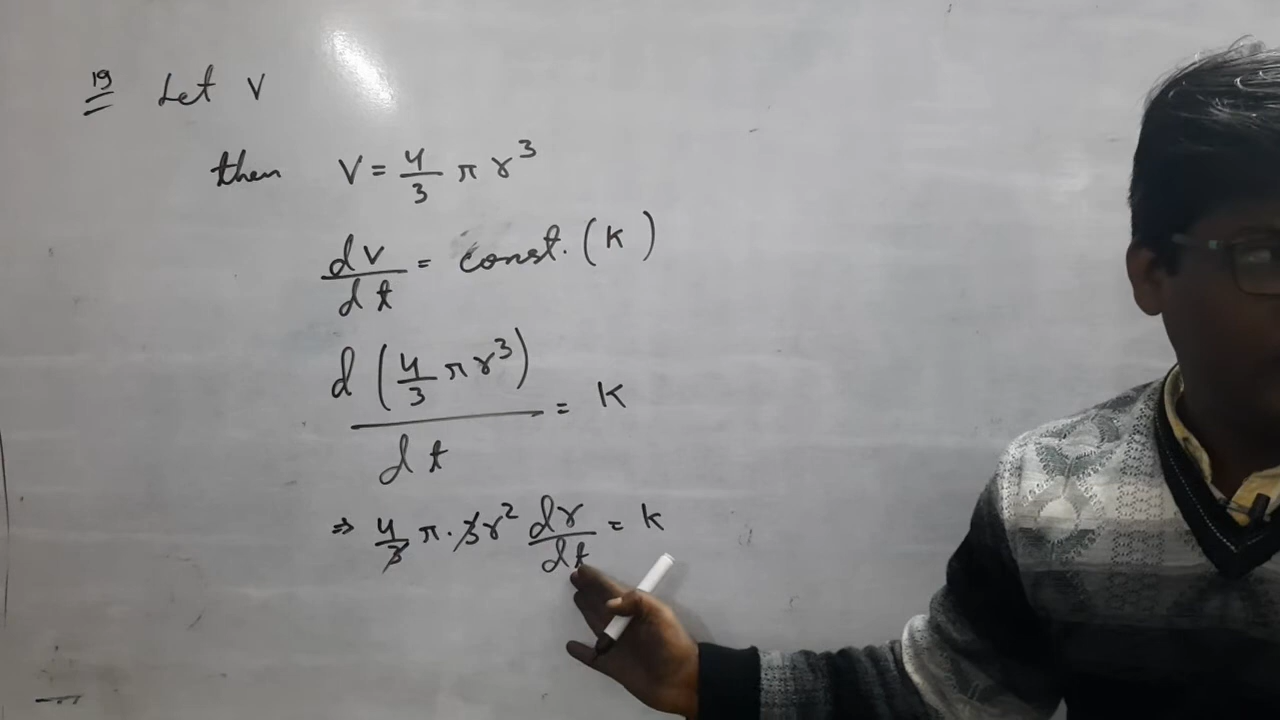 19 Let V
then V = 4/3 π r³
dv/dt = const. (K)
d (4/3 π r³)/dt = K
⇒ 4/3 π · 3r² dr/dt = K